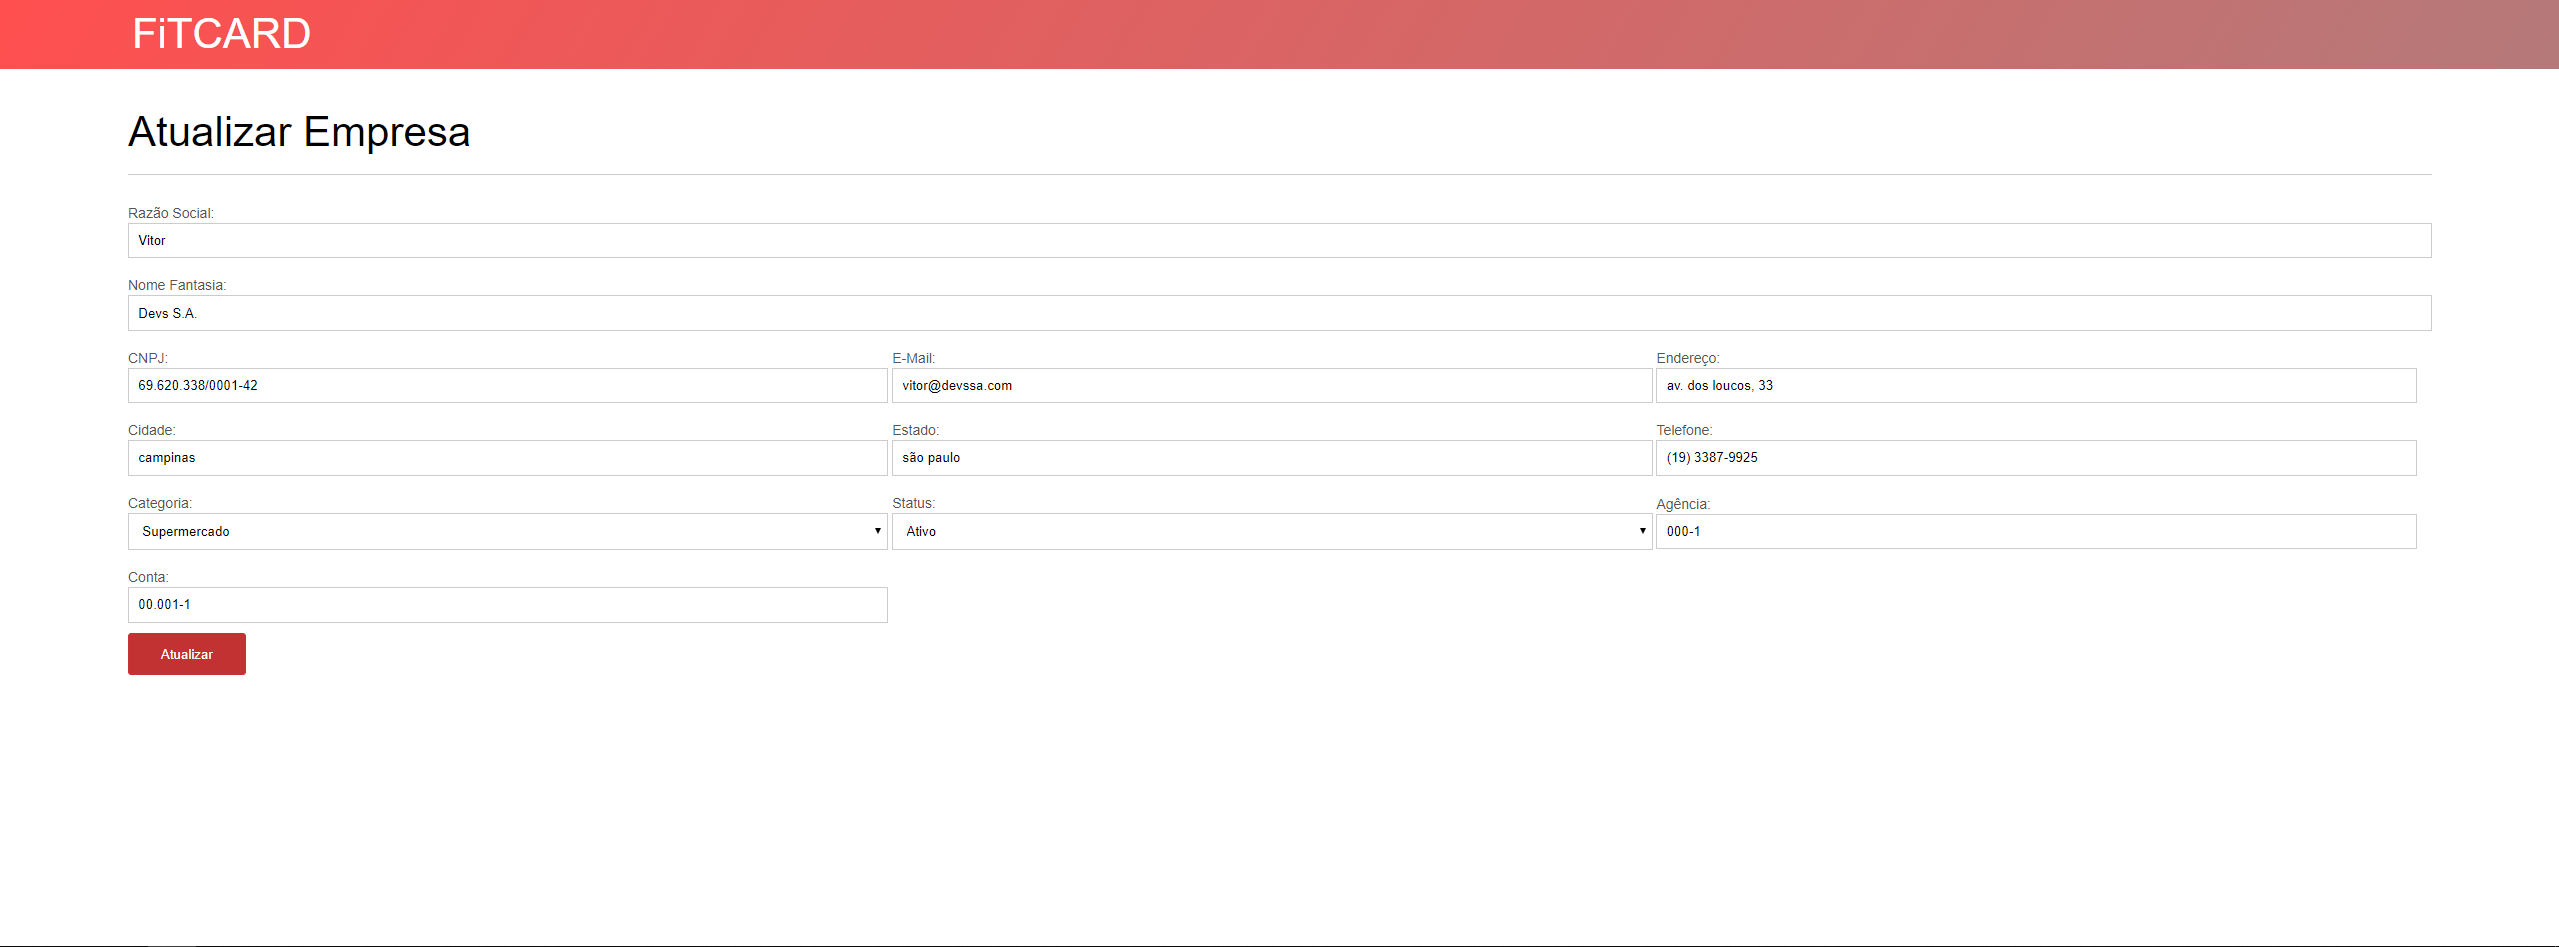 FiTCARD
Atualizar Empresa
Razão Social:
Vitor
Nome Fantasia:
Devs S.A.
CNPJ: E-Mail: Endereço:
69.620.338/0001-42 vitor@devssa.com av. dos loucos, 33
Cidade: Estado: Telefone:
campinas são paulo (19) 3387-9925
Categoria: Status: Agência:
Supermercado Ativo 000-1
Conta:
00.001-1
Atualizar